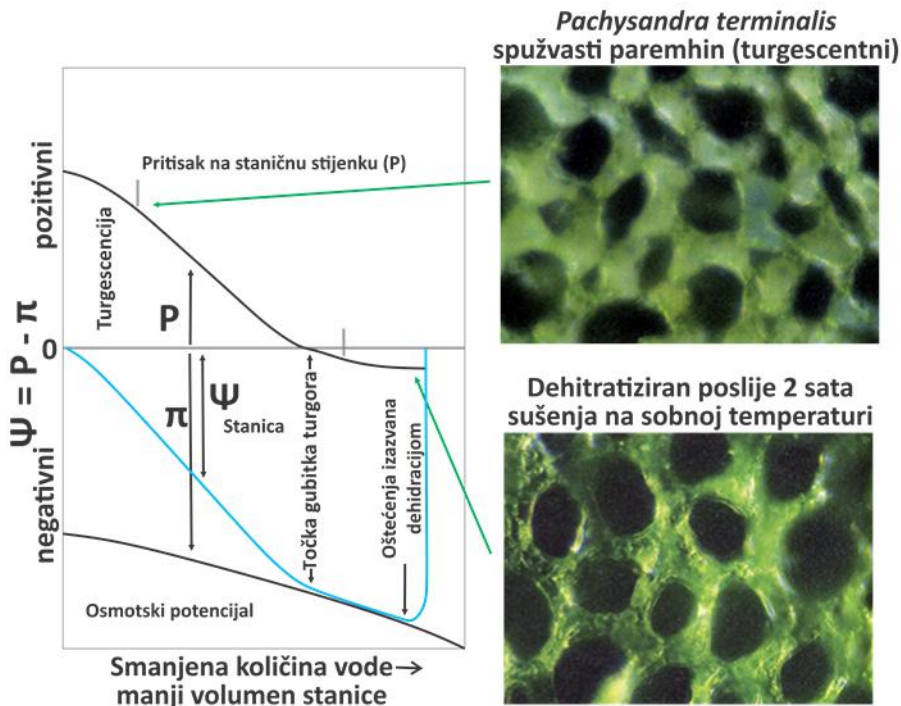 Pachysandra terminalis
spužvasti paremhin (turgescentni)
Pritisak na staničnu stijenku (P)
pozitivni
Turgescencija
P
0
Ψ = P - π
π
Ψ
Stanica
negativni
Točka gubitka turgora
Oštećenja izazvana
dehidracijom
Osmotski potencijal
Smanjena količina vode→
manji volumen stanice
Dehitratiziran poslije 2 sata
sušenja na sobnoj temperaturi